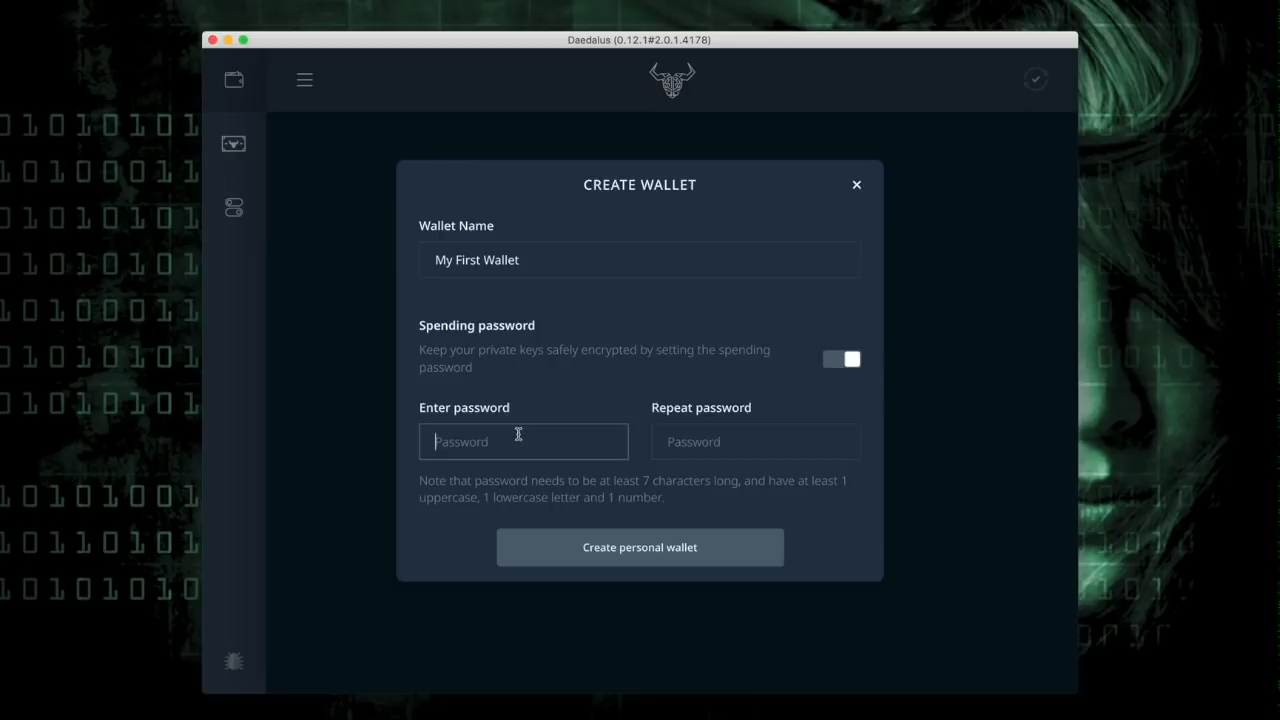 Daedalus (0.12.1#2.0.1.4178)
CREATE WALLET
Wallet Name
My First Wallet
Spending password
Keep your private keys safely encrypted by setting the spending
password
Enter password
Repeat password
Password
Password
Note that password needs to be at least 7 characters long, and have at least 1
uppercase, 1 lowercase letter and 1 number.
Create personal wallet